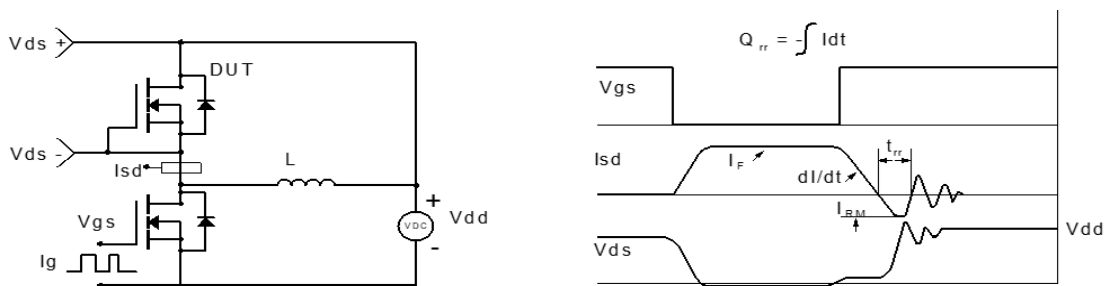 Vds +
DUT
Vds -
Isd
L
Vgs
Ig
+
VDC
-
Vdd
Q rr = -∫ Idt
Vgs
Isd
I F
dI/dt
t rr
I RM
Vds
Vdd